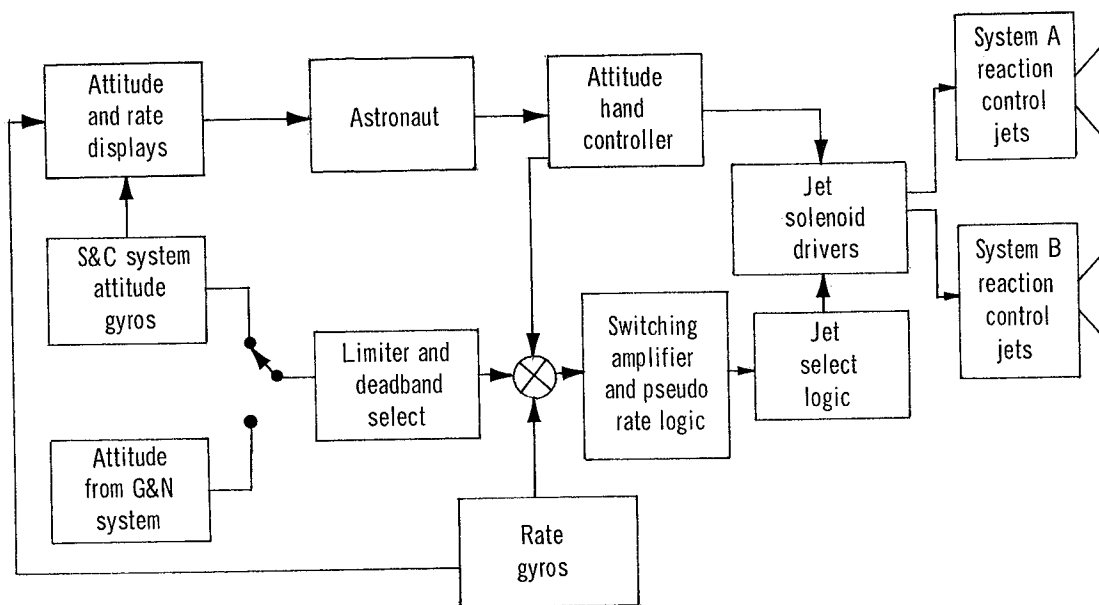 Attitude
and rate
displays
Astronaut
Attitude
hand
controller
System A
reaction
control
jets
Jet
solenoid
drivers
S&C system
attitude
gyros
System B
reaction
control
jets
Limiter and
deadband
select
Switching
amplifier
and pseudo
rate logic
Jet
select
logic
Attitude
from G&N
system
Rate
gyros